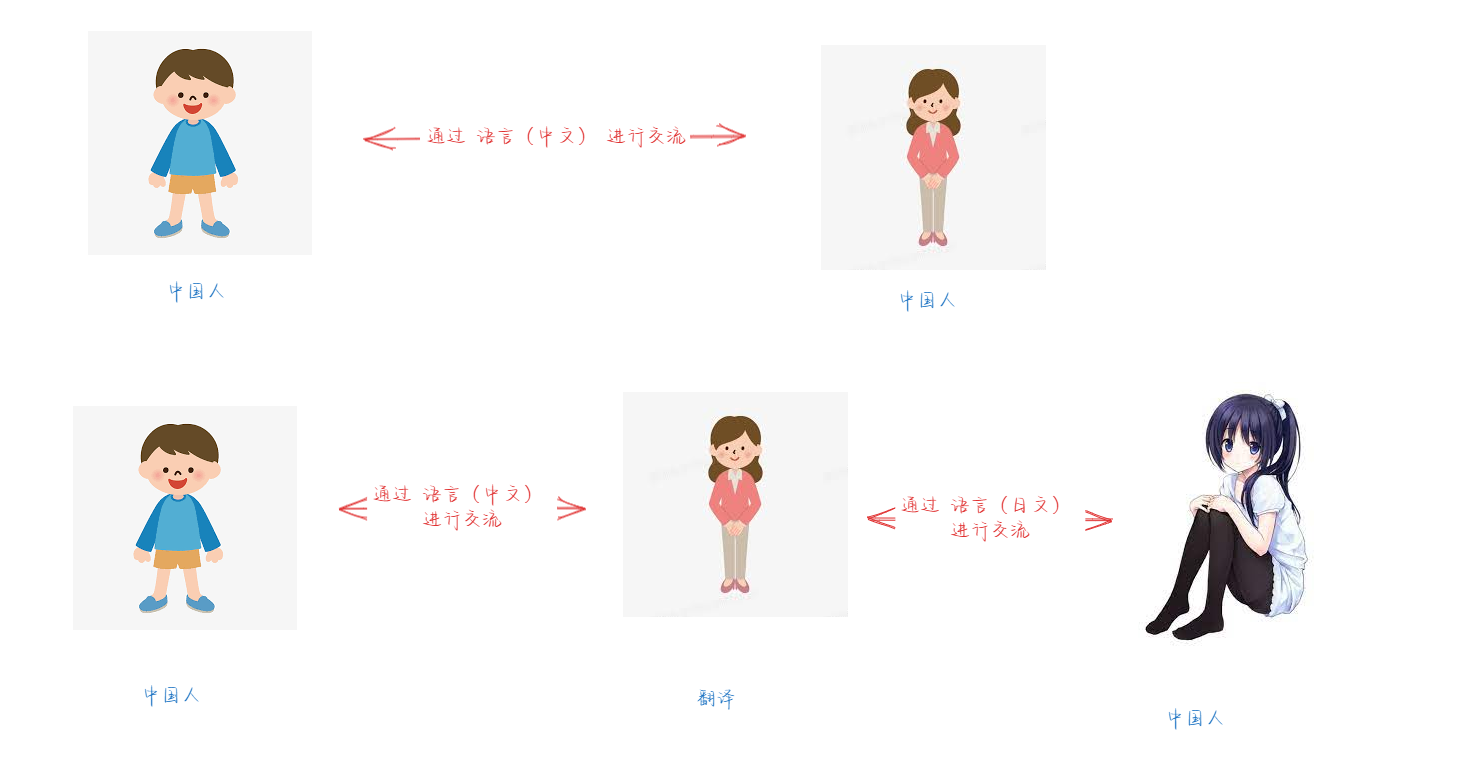 通过 语言（中文） 进行交流
中国人
中国人
通过 语言（中文）
进行交流
通过 语言（日文）
进行交流
中国人
翻译
中国人